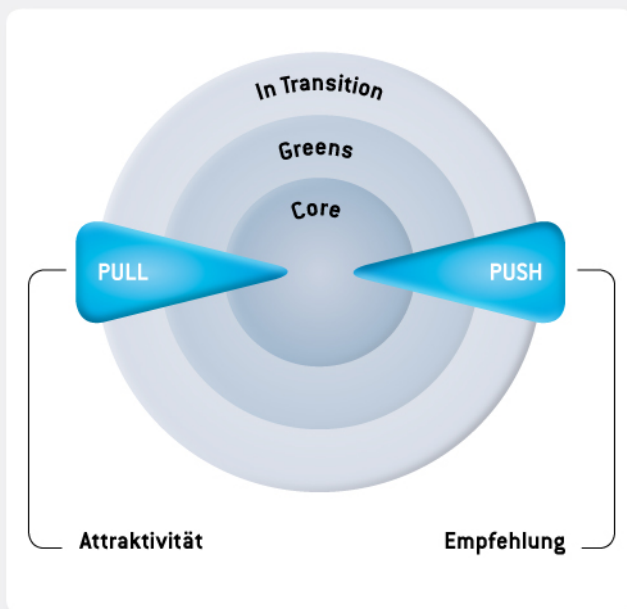 In Transition
Greens
Core
PULL
PUSH
Attraktivität
Empfehlung